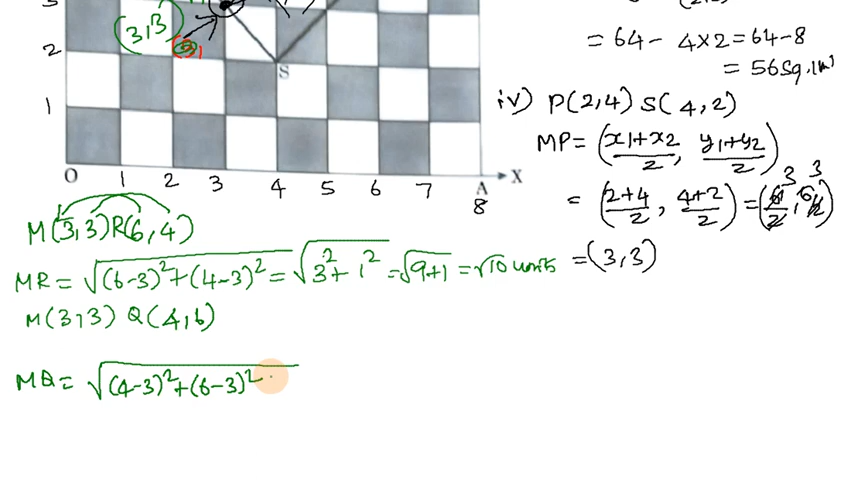 = 64 - 4×2 = 64-8
= 56 sq.in
(3,3)
2
S
1
iv) P(2,4) S(4,2)
MP = (x1+x2/2, y1+y2/2)
O 1 2 3 4 5 6 7 A X
8
= (2+4/2, 4+2/2) = (6/2, 6/2) 3 3
M(3,3) R(6,4)
MR = √(6-3)²+(4-3)² = √3²+1² = √9+1 = √10 units
= (3,3)
M(3,3) Q(4,6)
MQ = √(4-3)²+(6-3)²